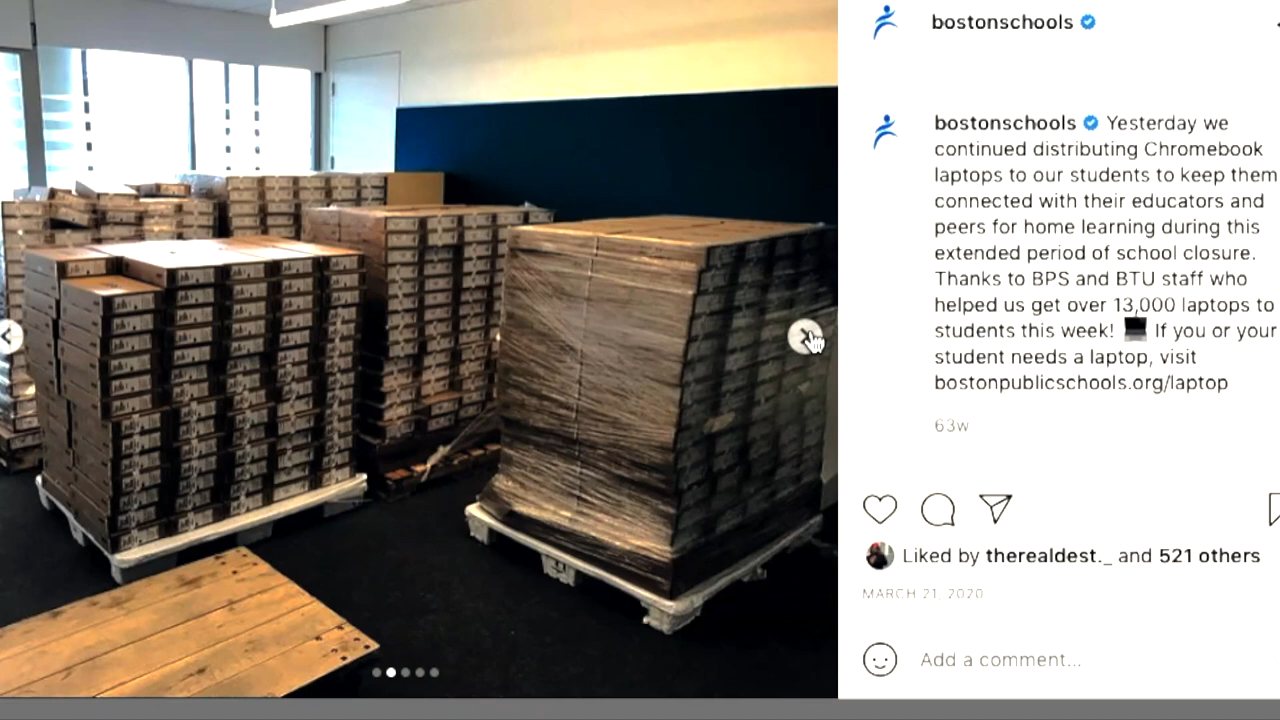 bostonschools
bostonschools Yesterday we
continued distributing Chromebook
laptops to our students to keep them
connected with their educators and
peers for home learning during this
extended period of school closure.
Thanks to BPS and BTU staff who
helped us get over 13,000 laptops to
students this week! 💻 If you or your
student needs a laptop, visit
bostonpublicschools.org/laptop
63w
Liked by therealdest._ and 521 others
MARCH 21, 2020
Add a comment...